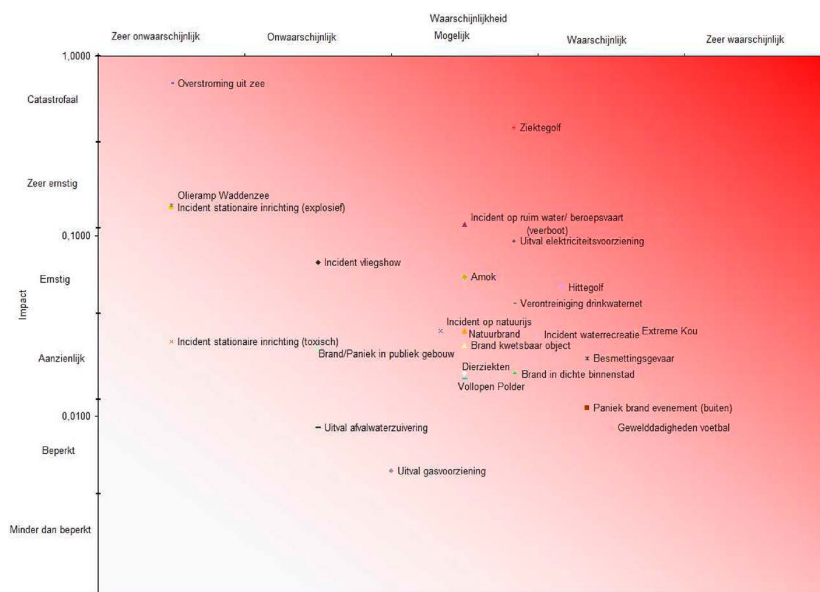 Waarschijnlijkheid
Zeer onwaarschijnlijk Onwaarschijnlijk Mogelijk Waarschijnlijk Zeer waarschijnlijk
1,0000
Overstroming uit zee
Catastrofaal
Ziektegolf
Zeer ernstig
Olieramp Waddenzee
Incident stationaire inrichting (explosief)
Incident op ruim water/ beroepsvaart
(veerboot)
0,1000
Uitval elektriciteitsvoorziening
Incident vliegshow
Ernstig
Amok
Hittegolf
Impact
Verontreiniging drinkwaternet
Incident op natuurijs
Natuurbrand
Incident waterrecreatie
Extreme Kou
Incident stationaire inrichting (toxisch)
Brand kwetsbaar object
Brand/Paniek in publiek gebouw
Aanzienlijk
Besmettingsgevaar
Dierziekten
Brand in dichte binnenstad
Vollopen Polder
0,0100
Paniek brand evenement (buiten)
Uitval afvalwaterzuivering
Gewelddadigheden voetbal
Beperkt
Uitval gasvoorziening
Minder dan beperkt